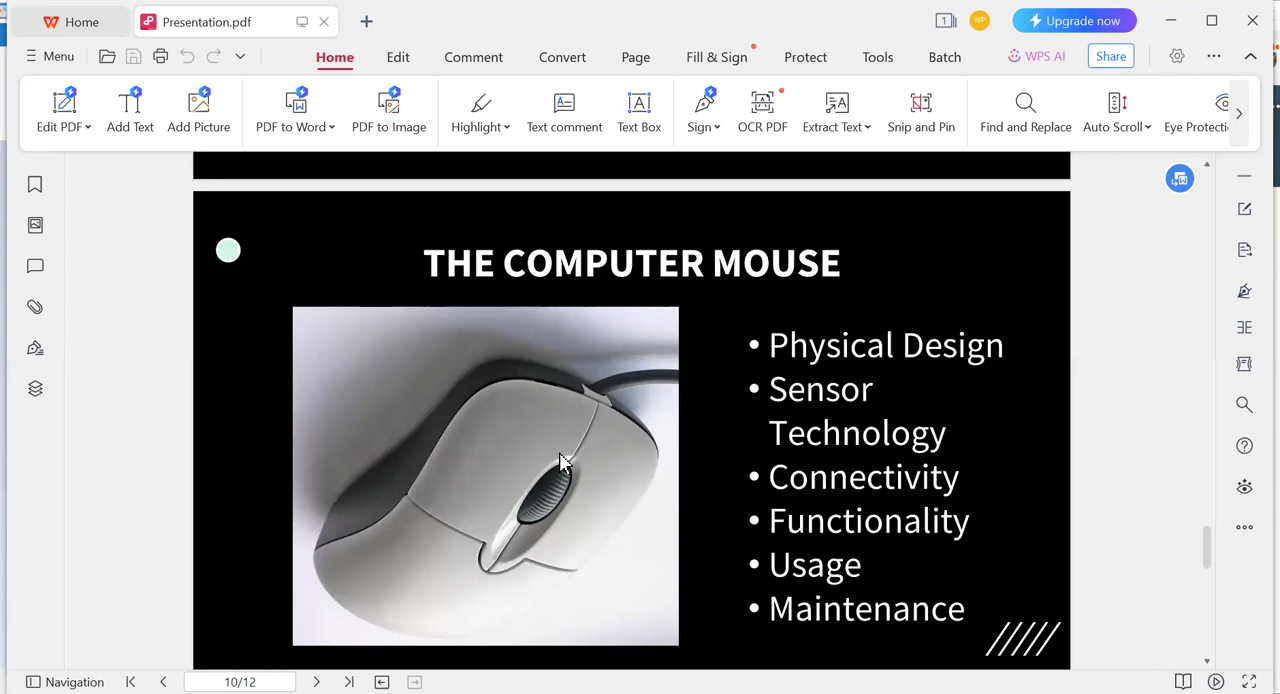 Home
Presentation.pdf
1
WP
Upgrade now
Menu
Home
Edit
Comment
Convert
Page
Fill & Sign
Protect
Tools
Batch
WPS AI
Share
Edit PDF
Add Text
Add Picture
PDF to Word
PDF to Image
Highlight
Text comment
Text Box
Sign
OCR PDF
Extract Text
Snip and Pin
Find and Replace
Auto Scroll
Eye Protecti
THE COMPUTER MOUSE
• Physical Design
• Sensor
Technology
• Connectivity
• Functionality
• Usage
• Maintenance
Navigation
10/12